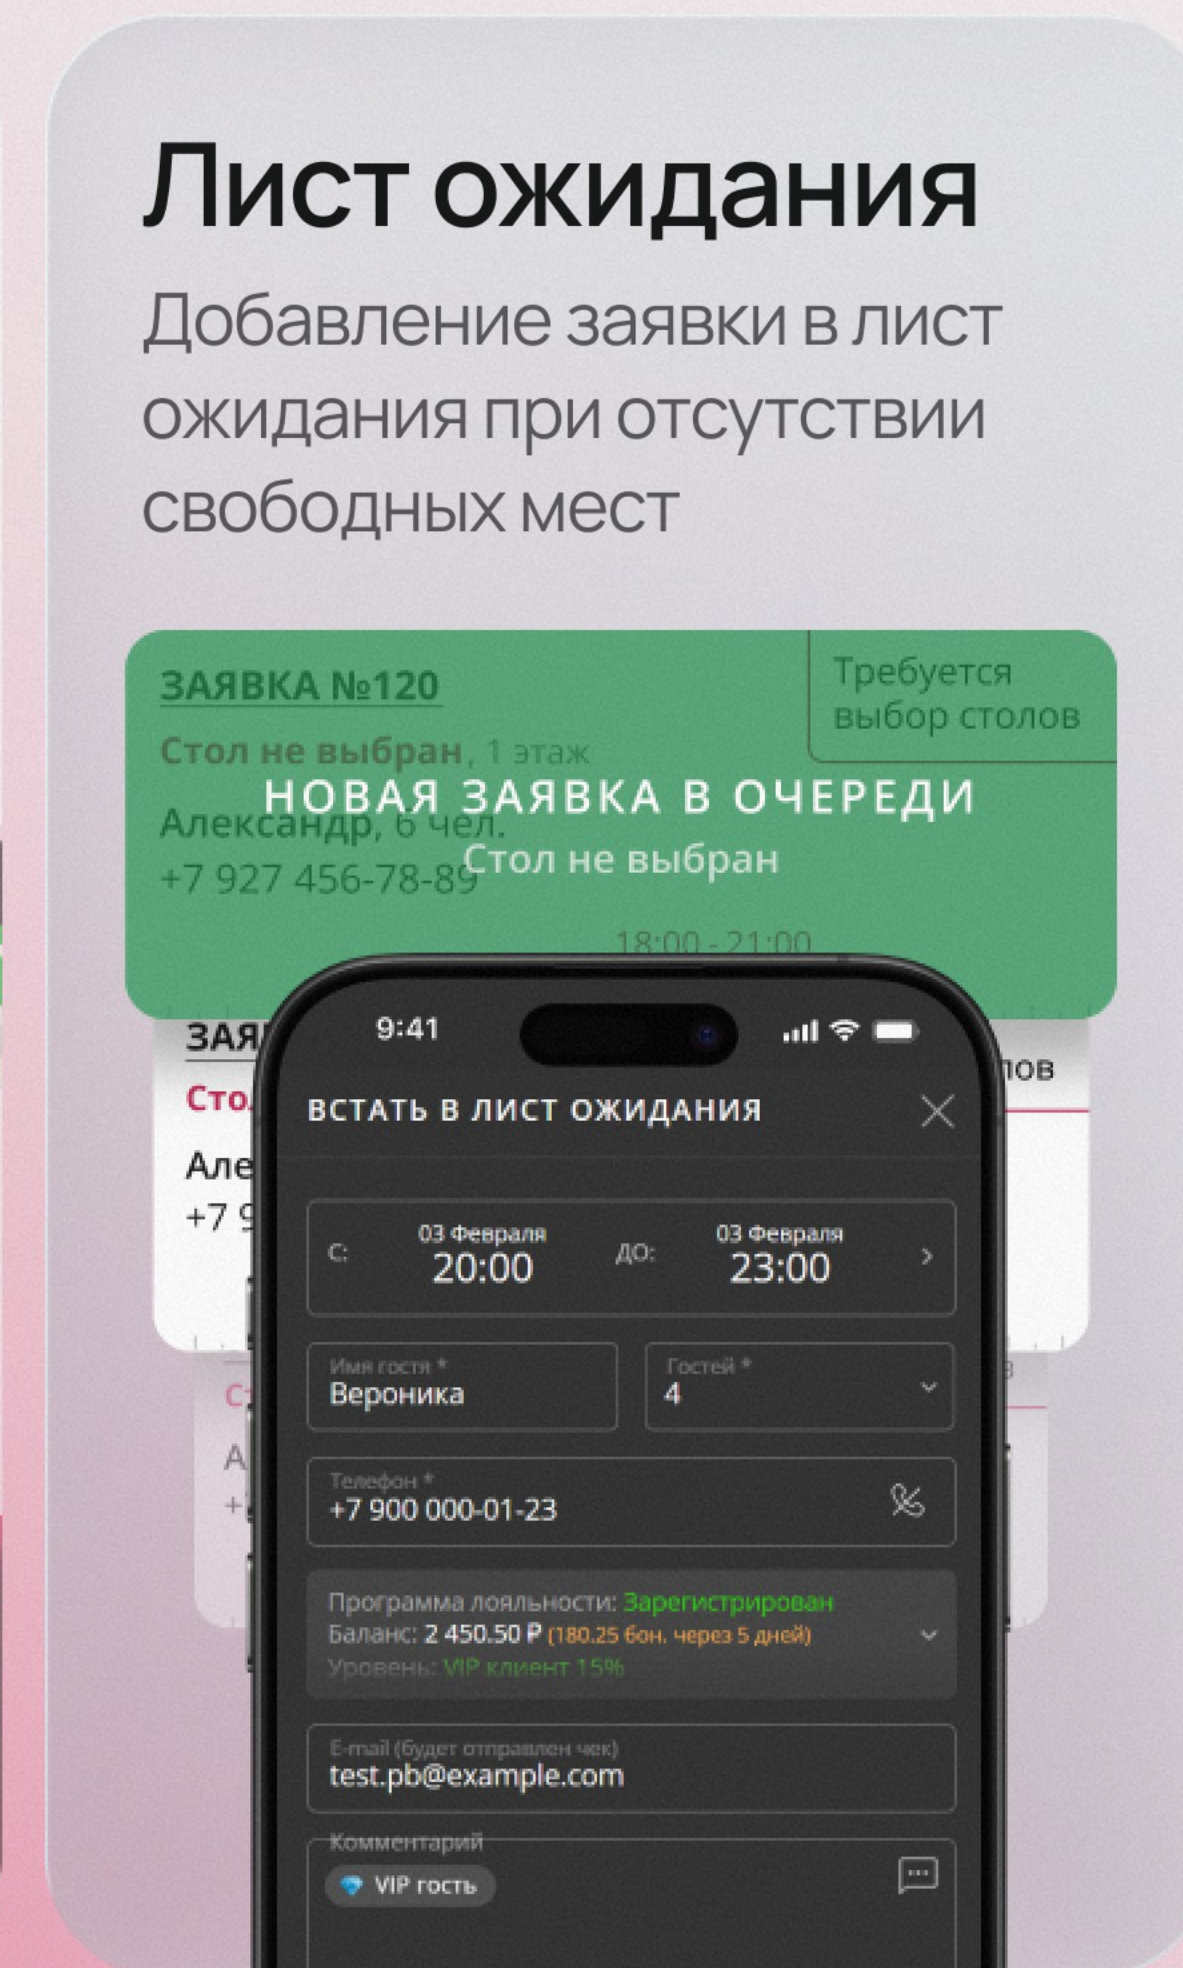 Лист ожидания
Добавление заявки в лист
ожидания при отсутствии
свободных мест
ЗАЯВКА №120
Требуется
выбор столов
Стол не выбран, 1 этаж
НОВАЯ ЗАЯВКА В ОЧЕРЕДИ
Александр, 6 чел.
Стол не выбран
+7 927 456-78-89
18:00 - 21:00
9:41
ВСТАТЬ В ЛИСТ ОЖИДАНИЯ
С:
03 Февраля
20:00
ДО:
03 Февраля
23:00
Имя гостя *
Вероника
Гостей *
4
Телефон *
+7 900 000-01-23
Программа лояльности: Зарегистрирован
Баланс: 2 450.50 ₽ (180.25 бон. через 5 дней)
Уровень: VIP клиент 15%
E-mail (будет отправлен чек)
test.pb@example.com
Комментарий
VIP гость